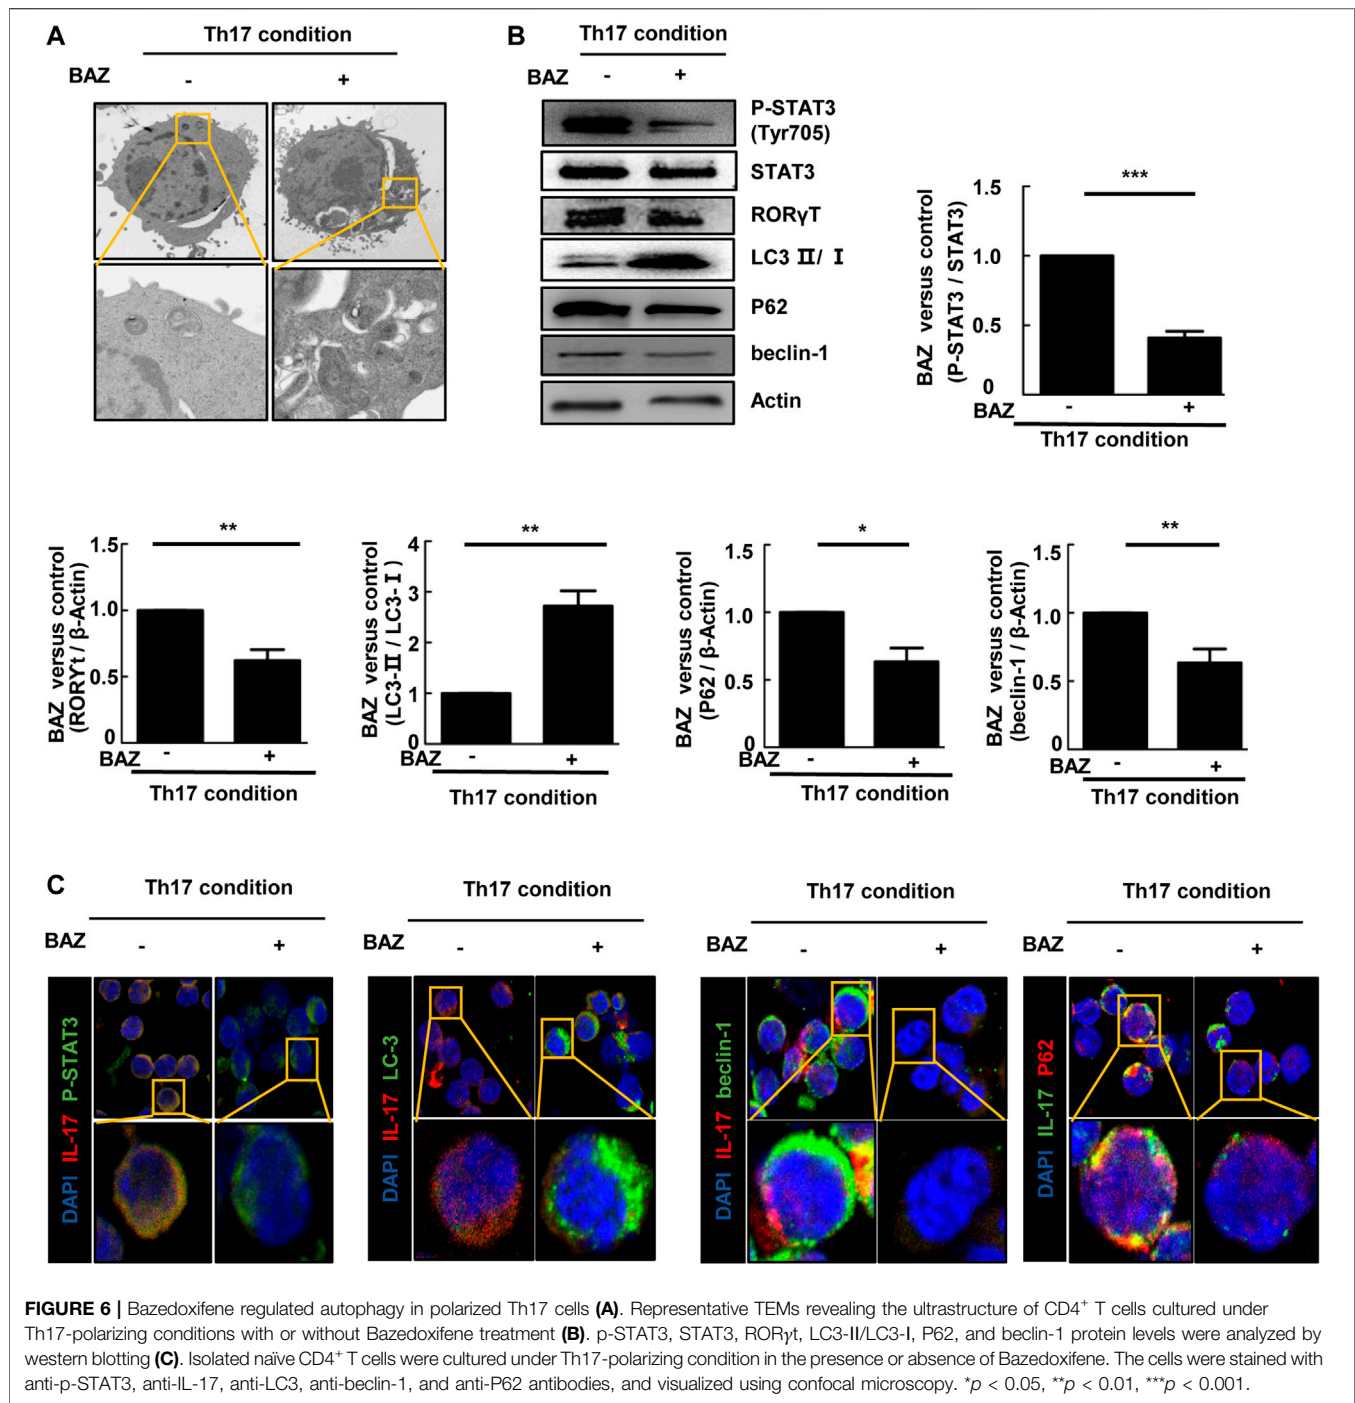 A
Th17 condition
BAZ - +
B
Th17 condition
BAZ - +
P-STAT3
(Tyr705)
STAT3
RORγT
LC3 Ⅱ/ Ⅰ
P62
beclin-1
Actin
BAZ versus control
(P-STAT3 / STAT3)
1.5
1.0
0.5
0
***
BAZ - +
Th17 condition
BAZ versus control
(RORϒt / β-Actin)
1.5
1.0
0.5
0
**
BAZ - +
Th17 condition
BAZ versus control
(LC3-Ⅱ / LC3-Ⅰ)
4
3
2
1
0
**
BAZ - +
Th17 condition
BAZ versus control
(P62 / β-Actin)
1.5
1.0
0.5
0
*
BAZ - +
Th17 condition
BAZ versus control
(beclin-1 / β-Actin)
1.5
1.0
0.5
0
**
BAZ - +
Th17 condition
C
Th17 condition
BAZ - +
DAPI IL-17 P-STAT3
Th17 condition
BAZ - +
DAPI IL-17 LC-3
Th17 condition
BAZ - +
DAPI IL-17 beclin-1
Th17 condition
BAZ - +
DAPI IL-17 P62
FIGURE 6 | Bazedoxifene regulated autophagy in polarized Th17 cells (A). Representative TEMs revealing the ultrastructure of CD4⁺ T cells cultured under
Th17-polarizing conditions with or without Bazedoxifene treatment (B). p-STAT3, STAT3, RORγt, LC3-II/LC3-I, P62, and beclin-1 protein levels were analyzed by
western blotting (C). Isolated naïve CD4⁺ T cells were cultured under Th17-polarizing condition in the presence or absence of Bazedoxifene. The cells were stained with
anti-p-STAT3, anti-IL-17, anti-LC3, anti-beclin-1, and anti-P62 antibodies, and visualized using confocal microscopy. *p < 0.05, **p < 0.01, ***p < 0.001.